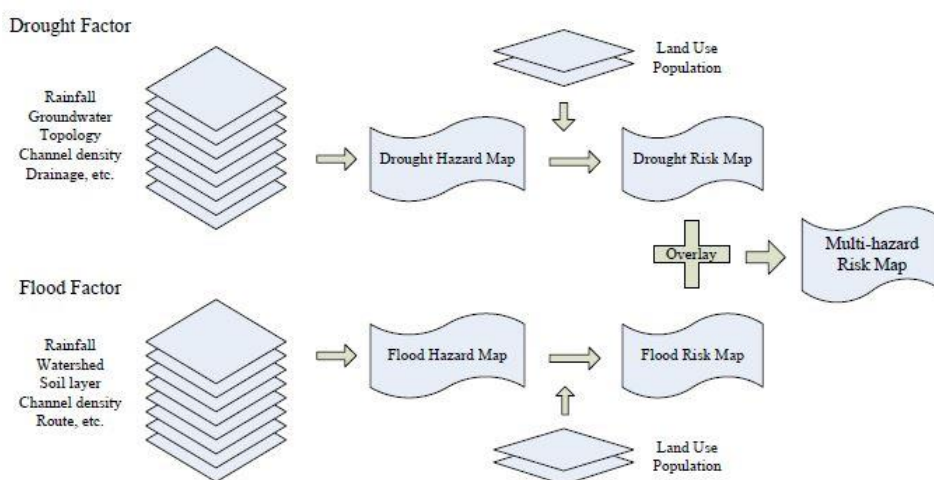 Drought Factor
Rainfall
Groundwater
Topology
Channel density
Drainage, etc.
Land Use
Population
Drought Hazard Map
Drought Risk Map
Overlay
Multi-hazard
Risk Map
Flood Factor
Rainfall
Watershed
Soil layer
Channel density
Route, etc.
Flood Hazard Map
Flood Risk Map
Land Use
Population